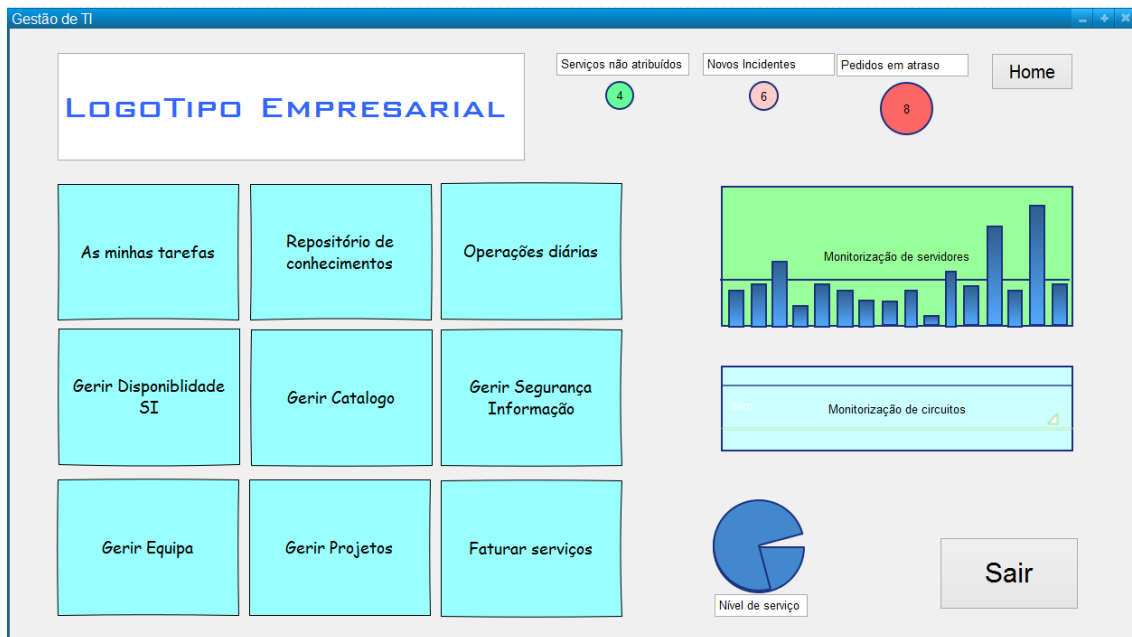 Gestão de TI
LogoTipo Empresarial
Serviços não atribuídos
4
Novos Incidentes
6
Pedidos em atraso
8
Home
As minhas tarefas
Repositório de
conhecimentos
Operações diárias
Monitorização de servidores
Gerir Disponiblidade
SI
Gerir Catalogo
Gerir Segurança
Informação
Item
Monitorização de circuitos
Gerir Equipa
Gerir Projetos
Faturar serviços
Nível de serviço
Sair